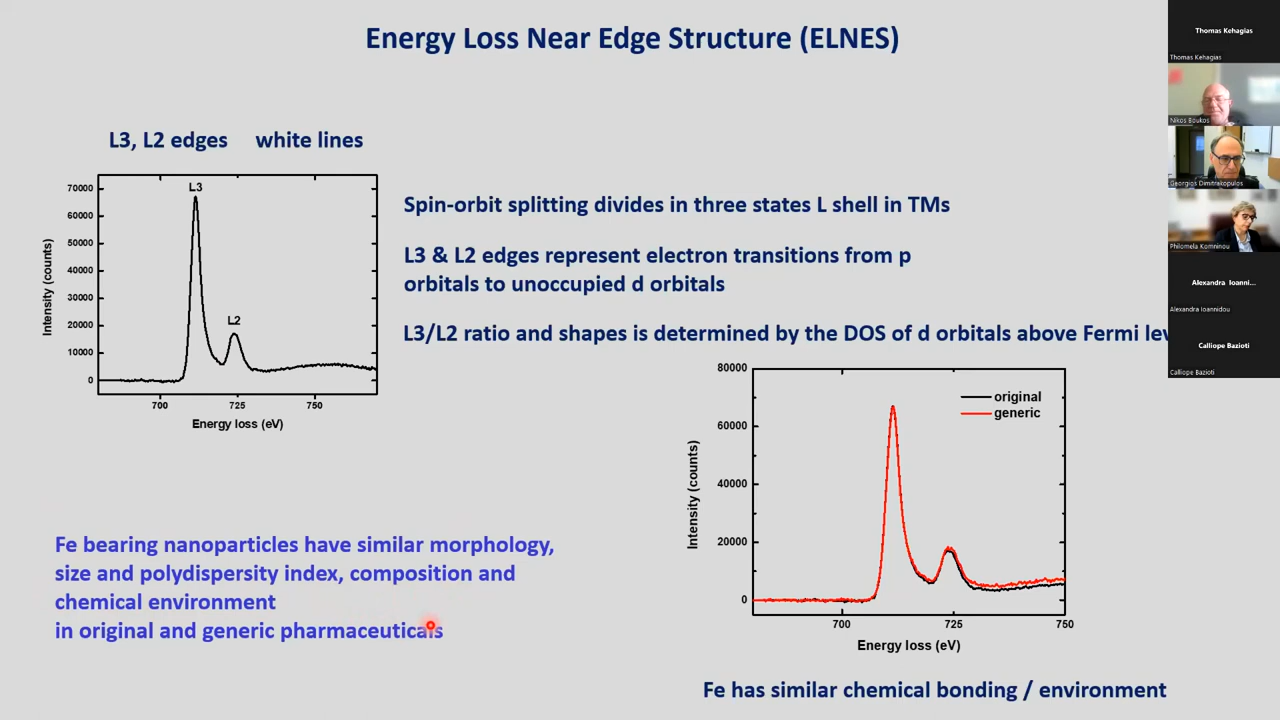 Energy Loss Near Edge Structure (ELNES)
L3, L2 edges white lines
L3
L2
70000
60000
50000
40000
30000
20000
10000
0
700 725 750
Intensity (counts)
Energy loss (eV)
Spin-orbit splitting divides in three states L shell in TMs
L3 & L2 edges represent electron transitions from p
orbitals to unoccupied d orbitals
L3/L2 ratio and shapes is determined by the DOS of d orbitals above Fermi lev
80000
60000
40000
20000
0
700 725 750
Intensity (counts)
Energy loss (eV)
original
generic
Fe bearing nanoparticles have similar morphology,
size and polydispersity index, composition and
chemical environment
in original and generic pharmaceuticals
Fe has similar chemical bonding / environment
Thomas Kehagias
Thomas Kehagias
Nikos Boukos
Georgios Dimitrakopulos
Philomela Komninou
Alexandra Ioanni...
Alexandra Ioannidou
Calliope Bazioti
Calliope Bazioti